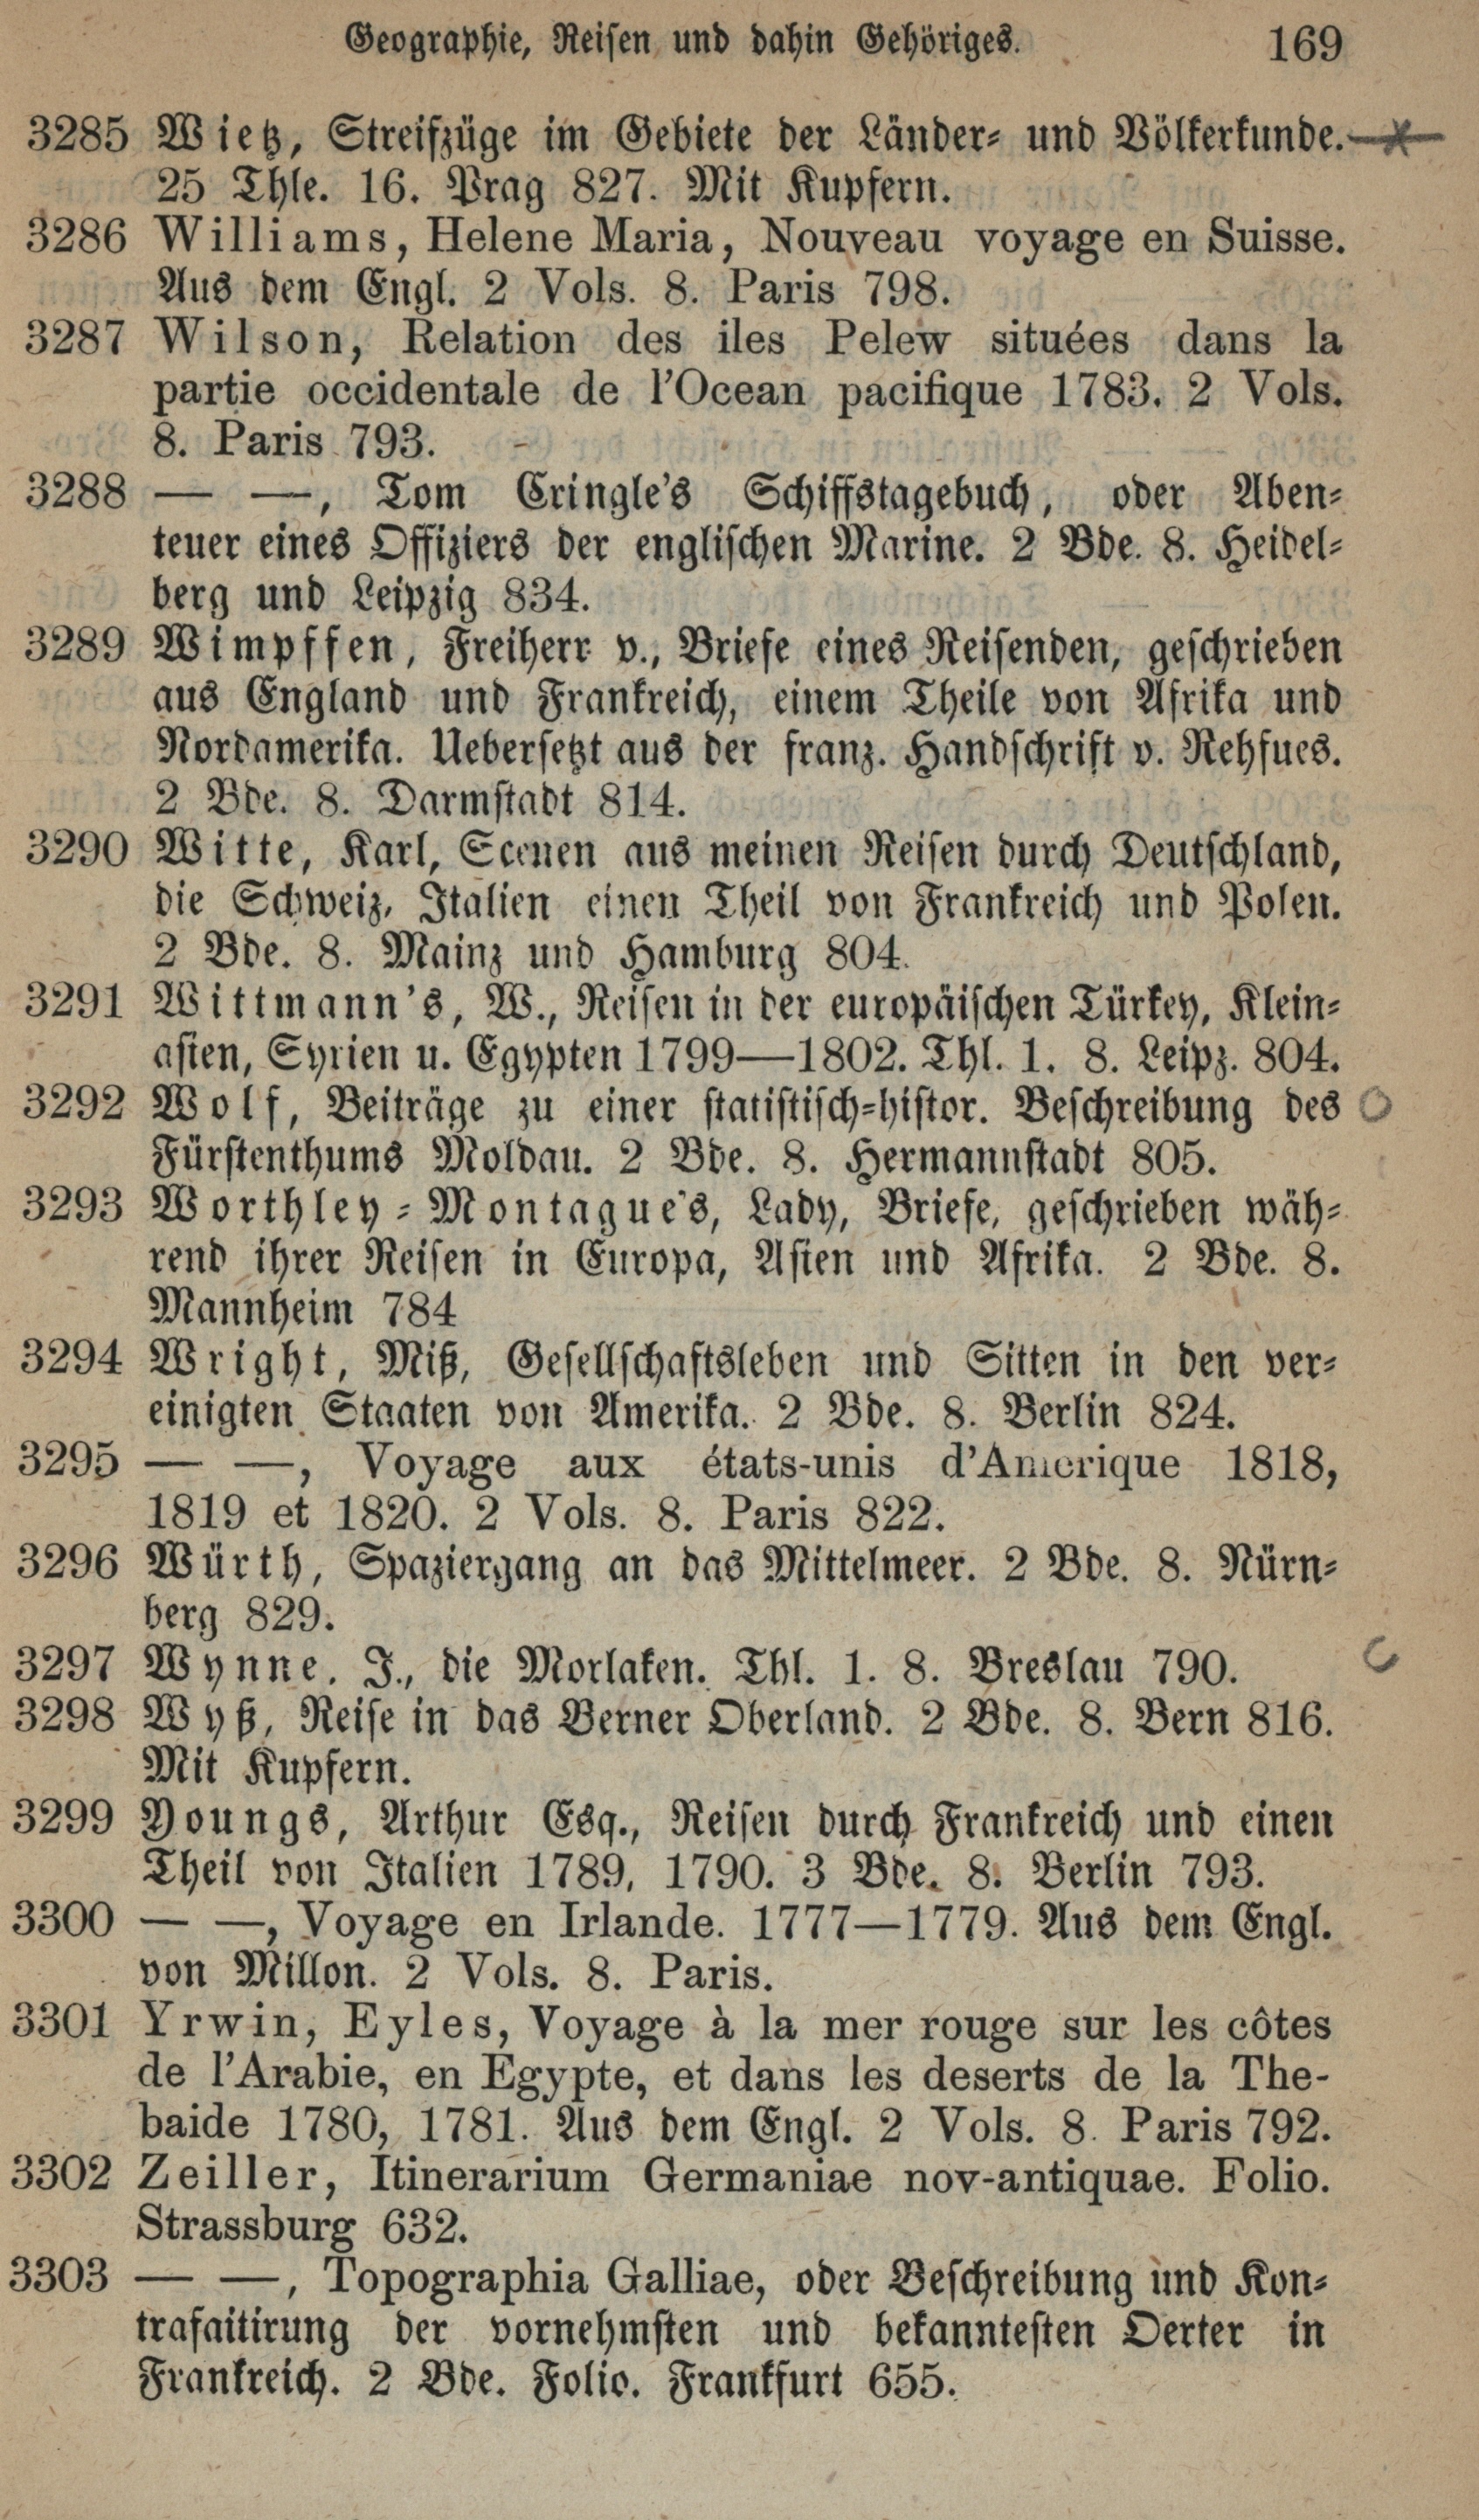 Geographie, Reisen und dahin Gehöriges. 169
3285 Wietz, Streifzüge im Gebiete der Länder- und Völkerkunde.
25 Thle. 16. Prag 827. Mit Kupfern.
3286 Williams, Helene Maria, Nouveau voyage en Suisse.
Aus dem Engl. 2 Vols. 8. Paris 798.
3287 Wilson, Relation des iles Pelew situées dans la
partie occidentale de l'Ocean pacifique 1783. 2 Vols.
8. Paris 793.
3288 — —, Tom Cringle's Schiffstagebuch, oder Aben-
teuer eines Offiziers der englischen Marine. 2 Bde. 8. Heidel-
berg und Leipzig 834.
3289 Wimpffen, Freiherr v., Briefe eines Reisenden, geschrieben
aus England und Frankreich, einem Theile von Afrika und
Nordamerika. Uebersetzt aus der franz. Handschrift v. Rehfues.
2 Bde. 8. Darmstadt 814.
3290 Witte, Karl, Scenen aus meinen Reisen durch Deutschland,
die Schweiz, Italien einen Theil von Frankreich und Polen.
2 Bde. 8. Mainz und Hamburg 804.
3291 Wittmann's, W., Reisen in der europäischen Türkey, Klein-
asien, Syrien u. Egypten 1799—1802. Thl. 1. 8. Leipz. 804.
3292 Wolf, Beiträge zu einer statistisch-histor. Beschreibung des
Fürstenthums Moldau. 2 Bde. 8. Hermannstadt 805.
3293 Worthley-Montague's, Lady, Briefe, geschrieben wäh-
rend ihrer Reisen in Europa, Asien und Afrika. 2 Bde. 8.
Mannheim 784
3294 Wright, Miß, Gesellschaftsleben und Sitten in den ver-
einigten Staaten von Amerika. 2 Bde. 8. Berlin 824.
3295 — —, Voyage aux états-unis d'Amerique 1818,
1819 et 1820. 2 Vols. 8. Paris 822.
3296 Würth, Spaziergang an das Mittelmeer. 2 Bde. 8. Nürn-
berg 829.
3297 Wynne, J., die Morlaken. Thl. 1. 8. Breslau 790.
3298 Wyß, Reise in das Berner Oberland. 2 Bde. 8. Bern 816.
Mit Kupfern.
3299 Youngs, Arthur Esq., Reisen durch Frankreich und einen
Theil von Italien 1789, 1790. 3 Bde. 8. Berlin 793.
3300 — —, Voyage en Irlande. 1777—1779. Aus dem Engl.
von Millon. 2 Vols. 8. Paris.
3301 Yrwin, Eyles, Voyage à la mer rouge sur les côtes
de l'Arabie, en Egypte, et dans les deserts de la The-
baide 1780, 1781. Aus dem Engl. 2 Vols. 8. Paris 792.
3302 Zeiller, Itinerarium Germaniae nov-antiquae. Folio.
Strassburg 632.
3303 — —, Topographia Galliae, oder Beschreibung und Kon-
trafaitirung der vornehmsten und bekanntesten Oerter in
Frankreich. 2 Bde. Folio. Frankfurt 655.